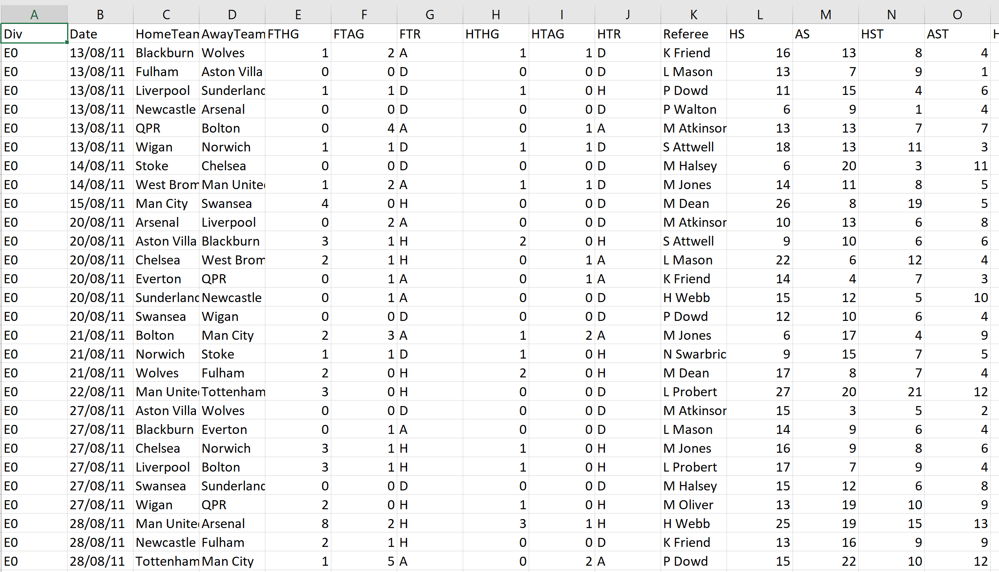 A B C D E F G H I J K L M N O
Div Date HomeTeam AwayTeam FTHG FTAG FTR HTHG HTAG HTR Referee HS AS HST AST
E0 13/08/11 Blackburn Wolves 1 2 A 1 1 D K Friend 16 13 8 4
E0 13/08/11 Fulham Aston Villa 0 0 D 0 0 D L Mason 13 7 9 1
E0 13/08/11 Liverpool Sunderland 1 1 D 1 0 H P Dowd 11 15 4 6
E0 13/08/11 Newcastle Arsenal 0 0 D 0 0 D P Walton 6 9 1 4
E0 13/08/11 QPR Bolton 0 4 A 0 1 A M Atkinson 13 13 7 7
E0 13/08/11 Wigan Norwich 1 1 D 1 1 D S Attwell 18 13 11 3
E0 14/08/11 Stoke Chelsea 0 0 D 0 0 D M Halsey 6 20 3 11
E0 14/08/11 West Brom Man United 1 2 A 1 1 D M Jones 14 11 8 5
E0 15/08/11 Man City Swansea 4 0 H 0 0 D M Dean 26 8 19 5
E0 20/08/11 Arsenal Liverpool 0 2 A 0 0 D M Atkinson 10 13 6 8
E0 20/08/11 Aston Villa Blackburn 3 1 H 2 0 H S Attwell 9 10 6 6
E0 20/08/11 Chelsea West Brom 2 1 H 0 1 A L Mason 22 6 12 4
E0 20/08/11 Everton QPR 0 1 A 0 1 A K Friend 14 4 7 3
E0 20/08/11 Sunderland Newcastle 0 1 A 0 0 D H Webb 15 12 5 10
E0 20/08/11 Swansea Wigan 0 0 D 0 0 D P Dowd 12 10 6 4
E0 21/08/11 Bolton Man City 2 3 A 1 2 A M Jones 6 17 4 9
E0 21/08/11 Norwich Stoke 1 1 D 1 0 H N Swarbric 9 15 7 5
E0 21/08/11 Wolves Fulham 2 0 H 2 0 H M Dean 17 8 7 4
E0 22/08/11 Man United Tottenham 3 0 H 0 0 D L Probert 27 20 21 12
E0 27/08/11 Aston Villa Wolves 0 0 D 0 0 D M Atkinson 15 3 5 2
E0 27/08/11 Blackburn Everton 0 1 A 0 0 D L Mason 14 9 6 4
E0 27/08/11 Chelsea Norwich 3 1 H 1 0 H M Jones 16 9 8 6
E0 27/08/11 Liverpool Bolton 3 1 H 1 0 H L Probert 17 7 9 4
E0 27/08/11 Swansea Sunderland 0 0 D 0 0 D M Halsey 15 12 6 8
E0 27/08/11 Wigan QPR 2 0 H 1 0 H M Oliver 13 19 10 9
E0 28/08/11 Man United Arsenal 8 2 H 3 1 H H Webb 25 19 15 13
E0 28/08/11 Newcastle Fulham 2 1 H 0 0 D K Friend 13 16 9 9
E0 28/08/11 Tottenham Man City 1 5 A 0 2 A P Dowd 15 22 10 12